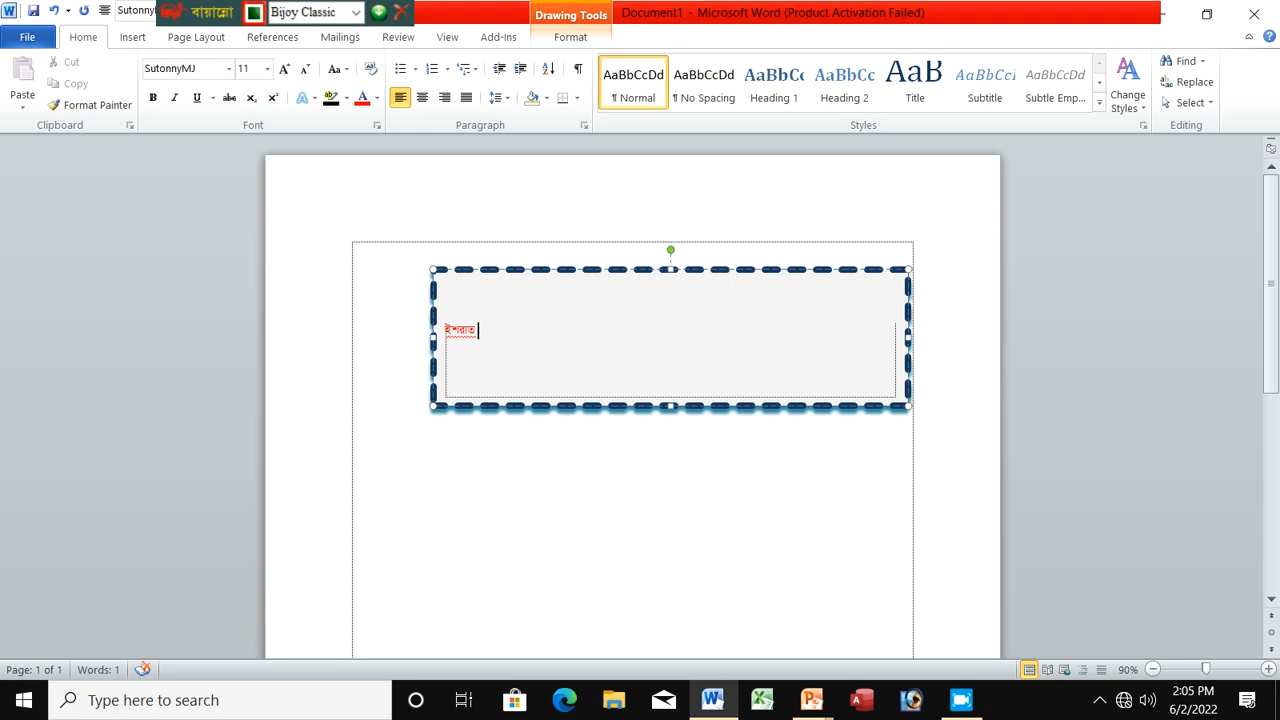 SutonnyMJ বায়ান্নো Bijoy Classic Drawing Tools Document1 - Microsoft Word (Product Activation Failed)
File Home Insert Page Layout References Mailings Review View Add-Ins Format
Paste Cut Copy Format Painter
Clipboard
SutonnyMJ 11
Font
Paragraph
AaBbCcDd AaBbCcDd AaBbCc AaBbCc AaB AaBbCcI AaBbCcDd
¶ Normal ¶ No Spacing Heading 1 Heading 2 Title Subtitle Subtle Emp...
Styles
Change Styles
Find
Replace
Select
Editing
ইশরাত
Page: 1 of 1 Words: 1 90%
Type here to search
2:05 PM
6/2/2022